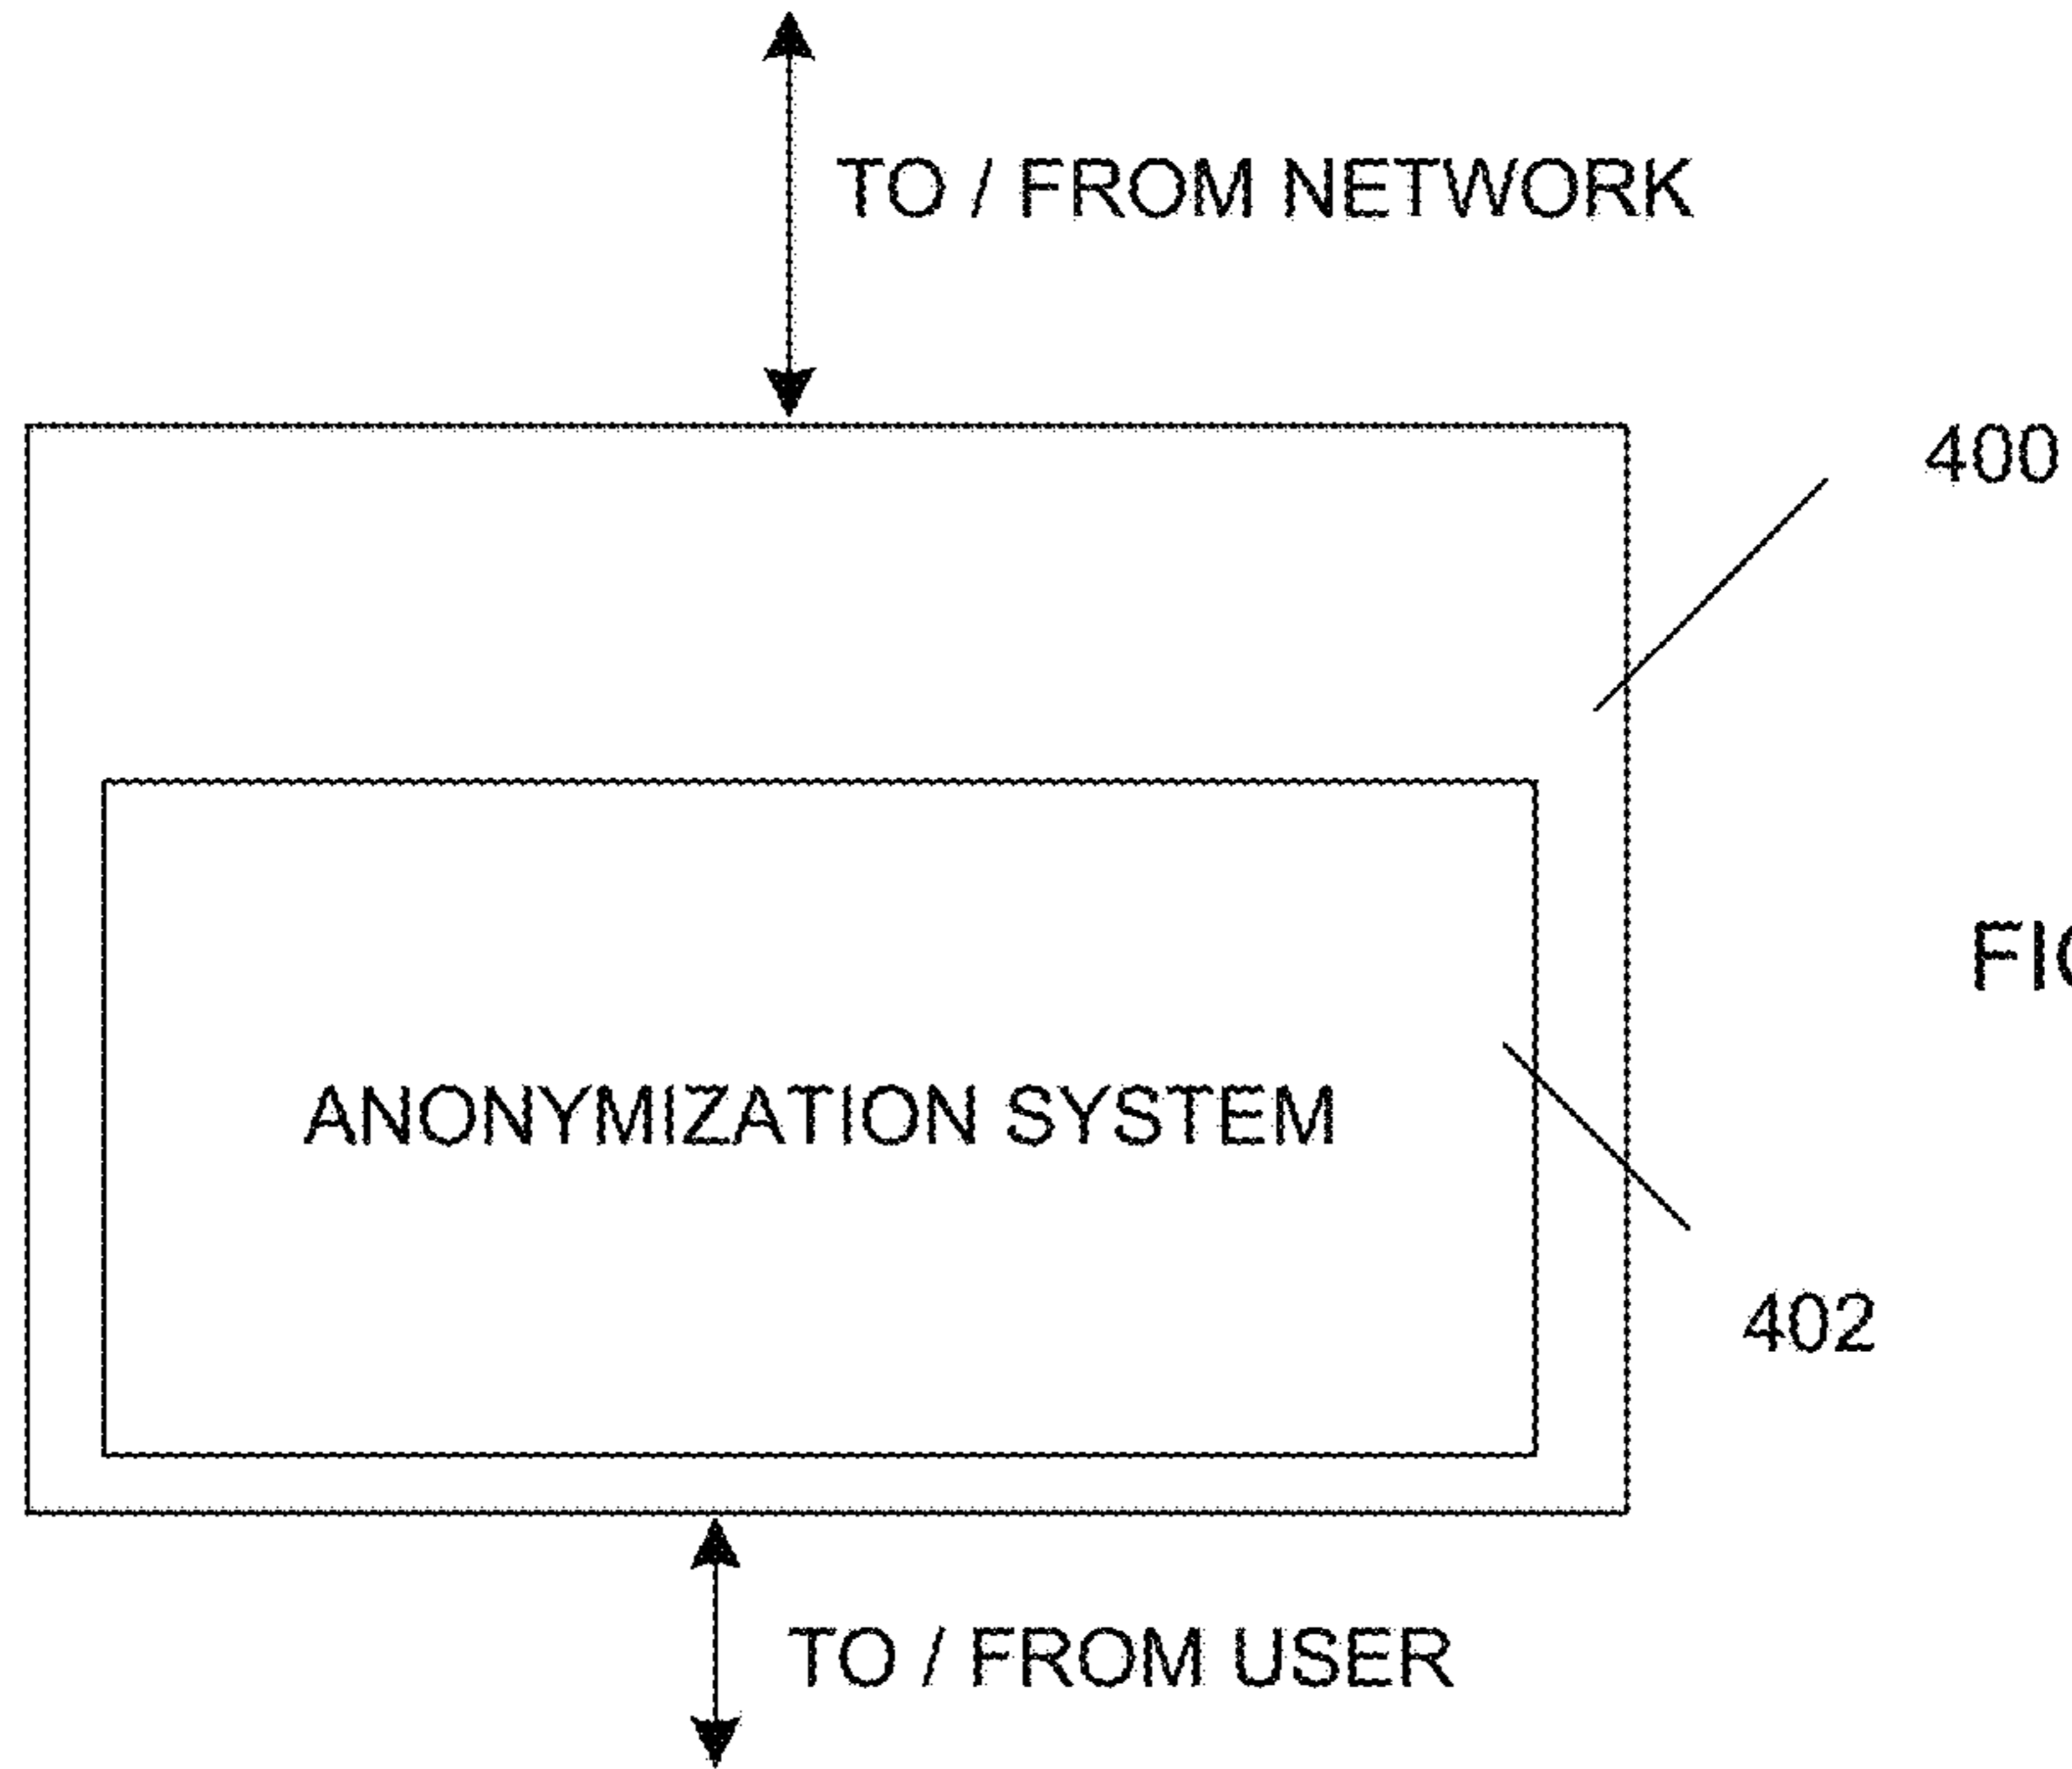 TO / FROM NETWORK
400
ANONYMIZATION SYSTEM
402
TO / FROM USER